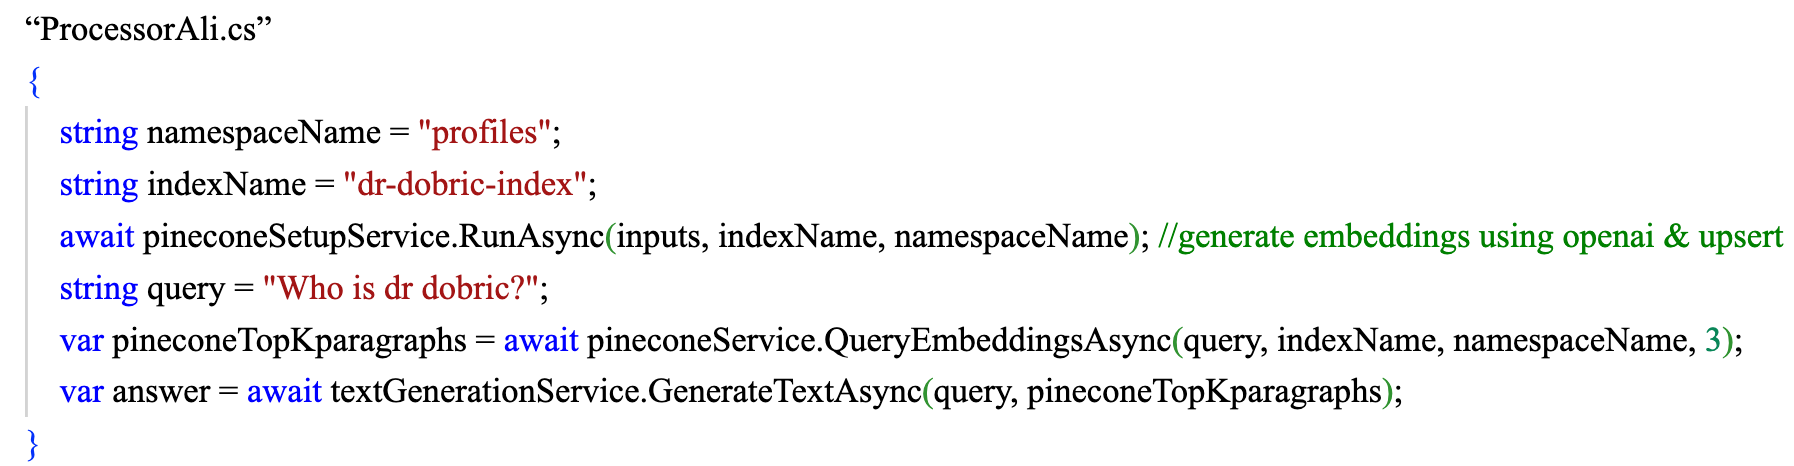 “ProcessorAli.cs”
{
string namespaceName = "profiles";
string indexName = "dr-dobric-index";
await pineconeSetupService.RunAsync(inputs, indexName, namespaceName); //generate embeddings using openai & upsert
string query = "Who is dr dobric?";
var pineconeTopKparagraphs = await pineconeService.QueryEmbeddingsAsync(query, indexName, namespaceName, 3);
var answer = await textGenerationService.GenerateTextAsync(query, pineconeTopKparagraphs);
}